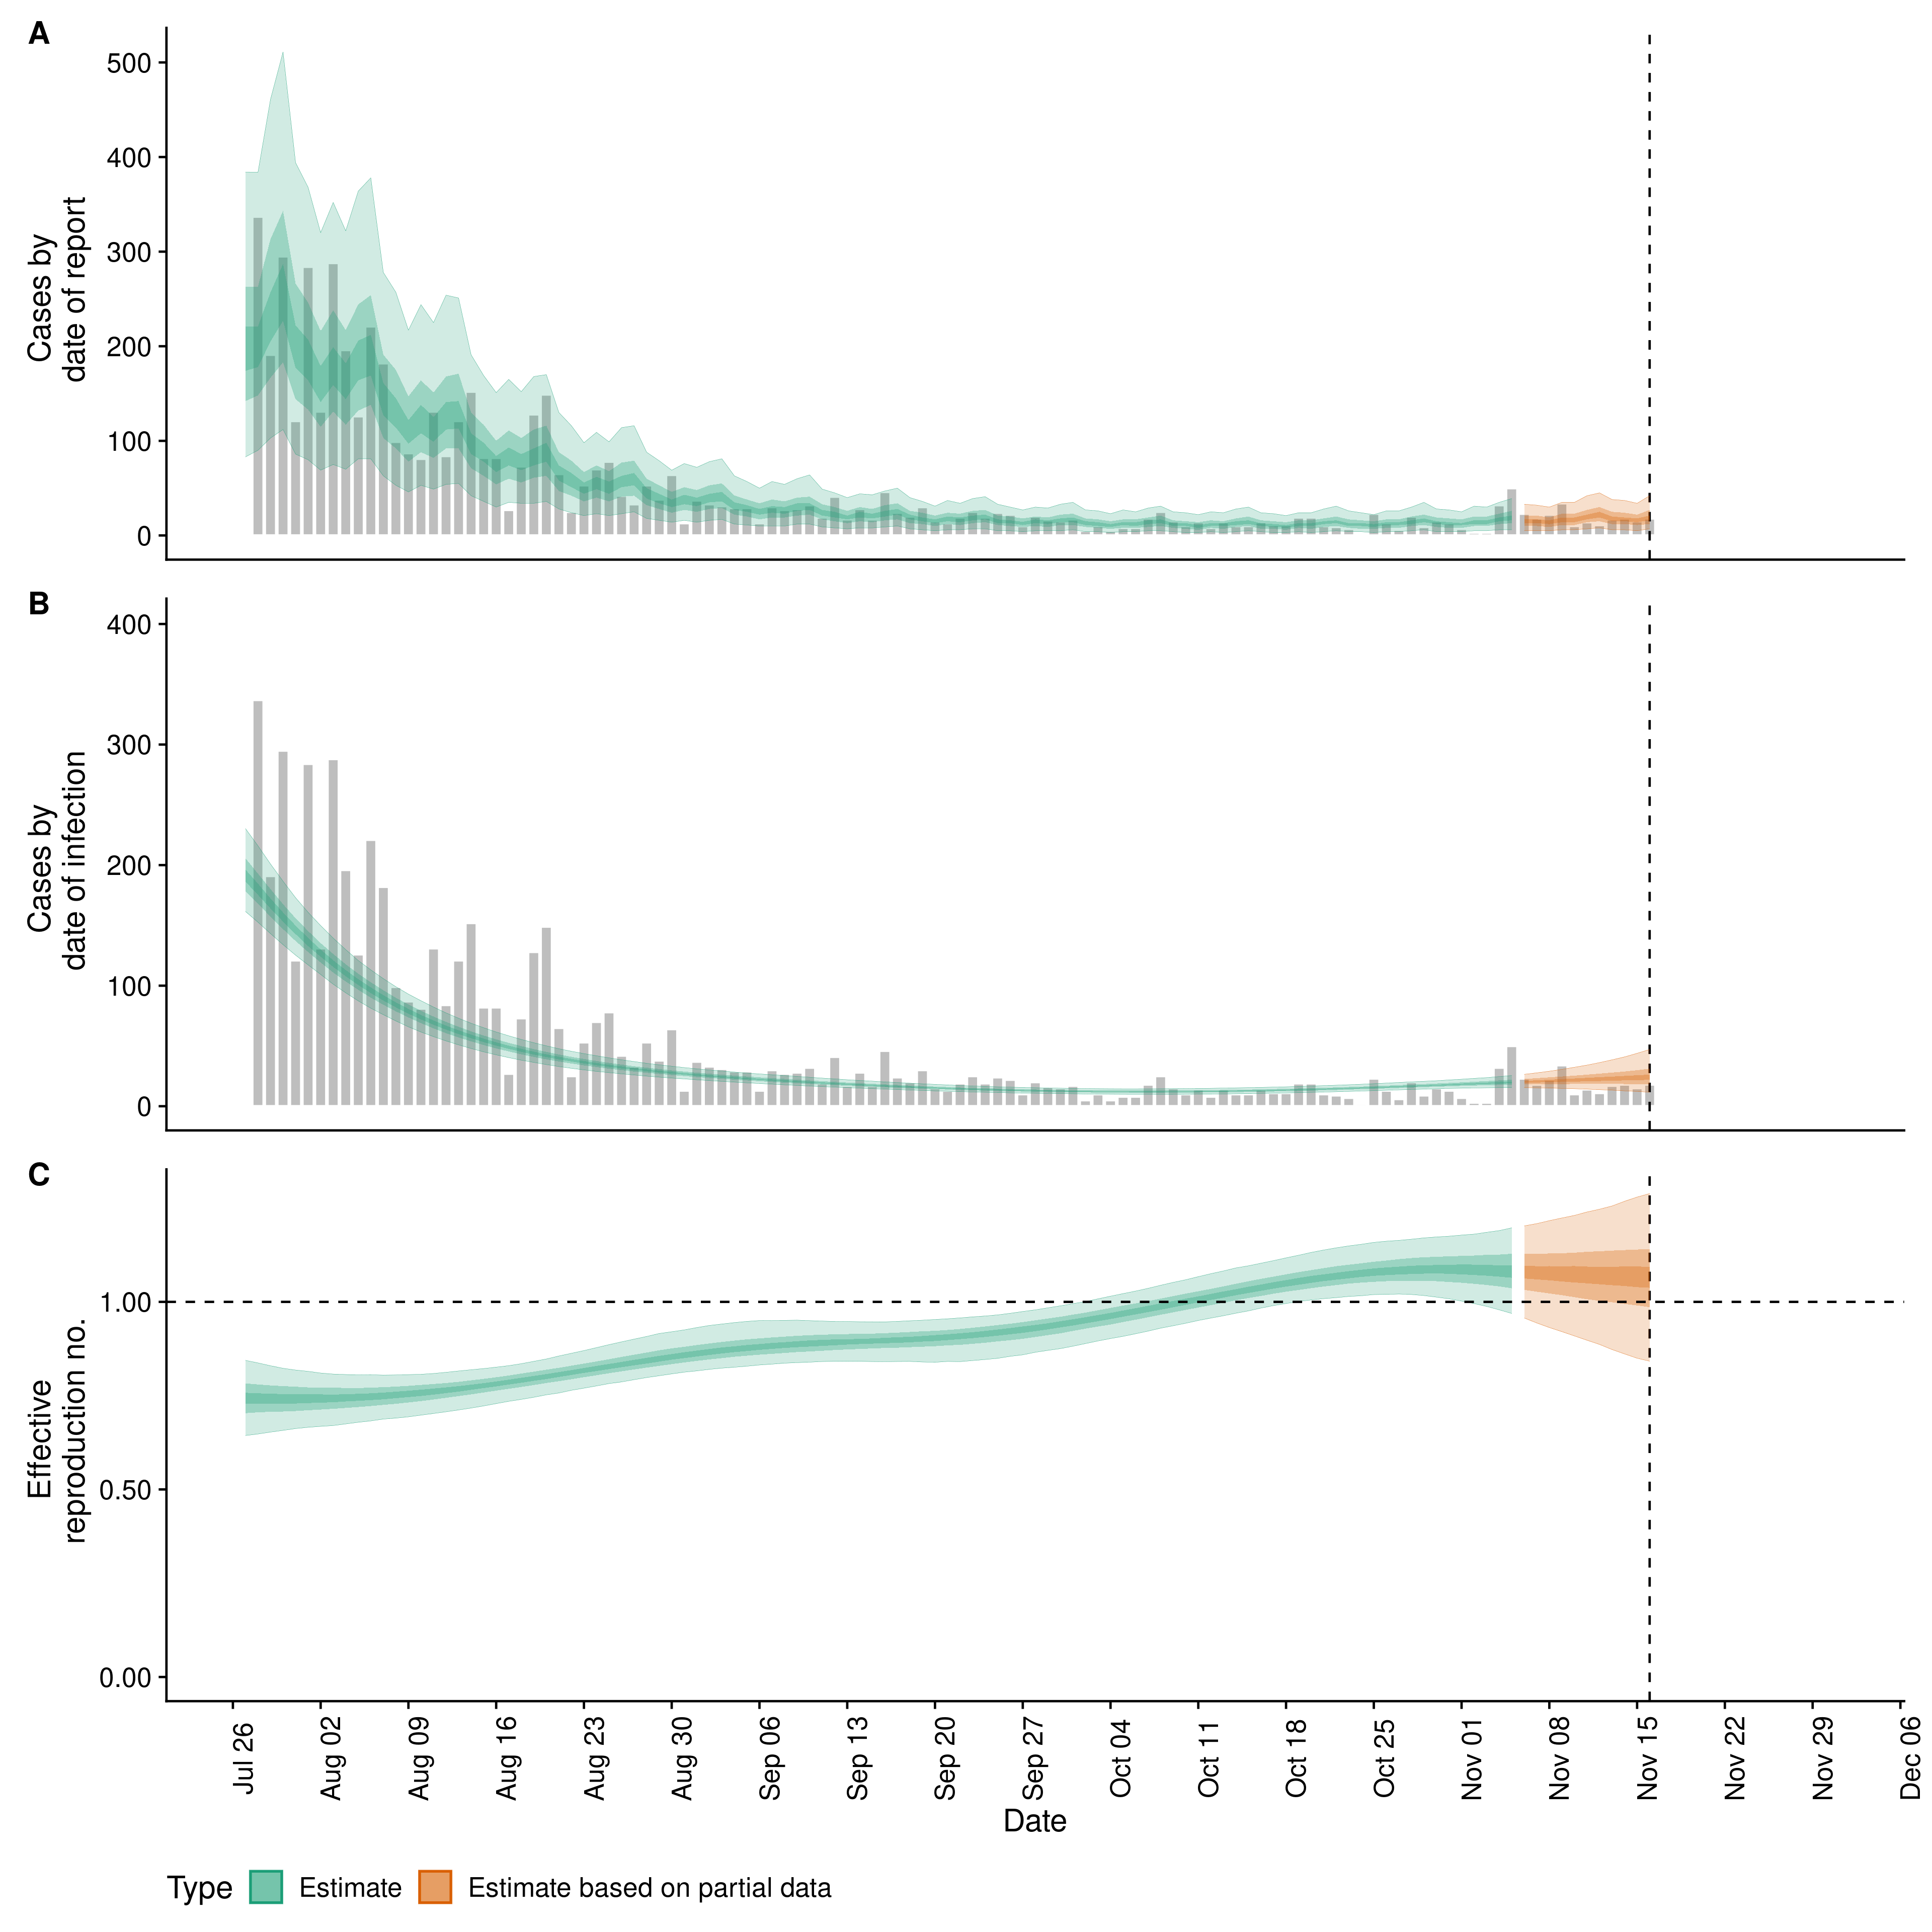 A
500
400
300
200
100
0
Cases by
date of report
B
400
300
200
100
0
Cases by
date of infection
C
1.00
0.50
0.00
Effective
reproduction no.
Jul 26
Aug 02
Aug 09
Aug 16
Aug 23
Aug 30
Sep 06
Sep 13
Sep 20
Sep 27
Oct 04
Oct 11
Oct 18
Oct 25
Nov 01
Nov 08
Nov 15
Nov 22
Nov 29
Dec 06
Date
Type Estimate Estimate based on partial data